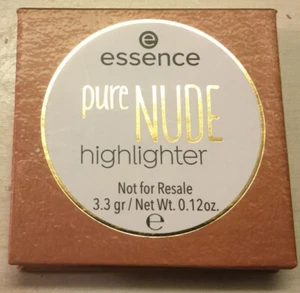 e
essence
pure NUDE
highlighter
Not for Resale
3.3 gr / Net Wt. 0.12oz.
e